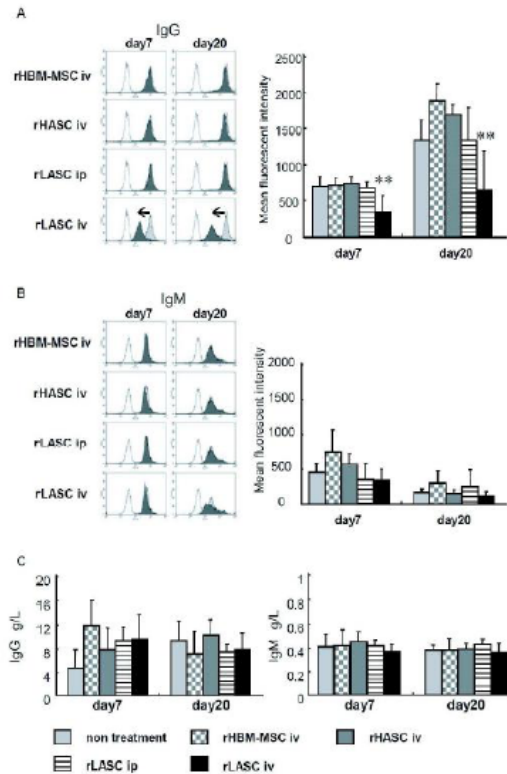 A
IgG
day7 day20
rHBM-MSC iv
rHASC iv
rLASC ip
rLASC iv
Mean fluorescent intensity
2500
2000
1500
1000
500
0
**
**
day7 day20
B
IgM
day7 day20
rHBM-MSC iv
rHASC iv
rLASC ip
rLASC iv
Mean fluorescent intensity
2000
1500
1000
500
0
day7 day20
C
IgG g/L
20
16
12
8
4
0
day7 day20
IgM g/L
1
0.8
0.6
0.4
0.2
0
day7 day20
non treatment rHBM-MSC iv rHASC iv
rLASC ip rLASC iv